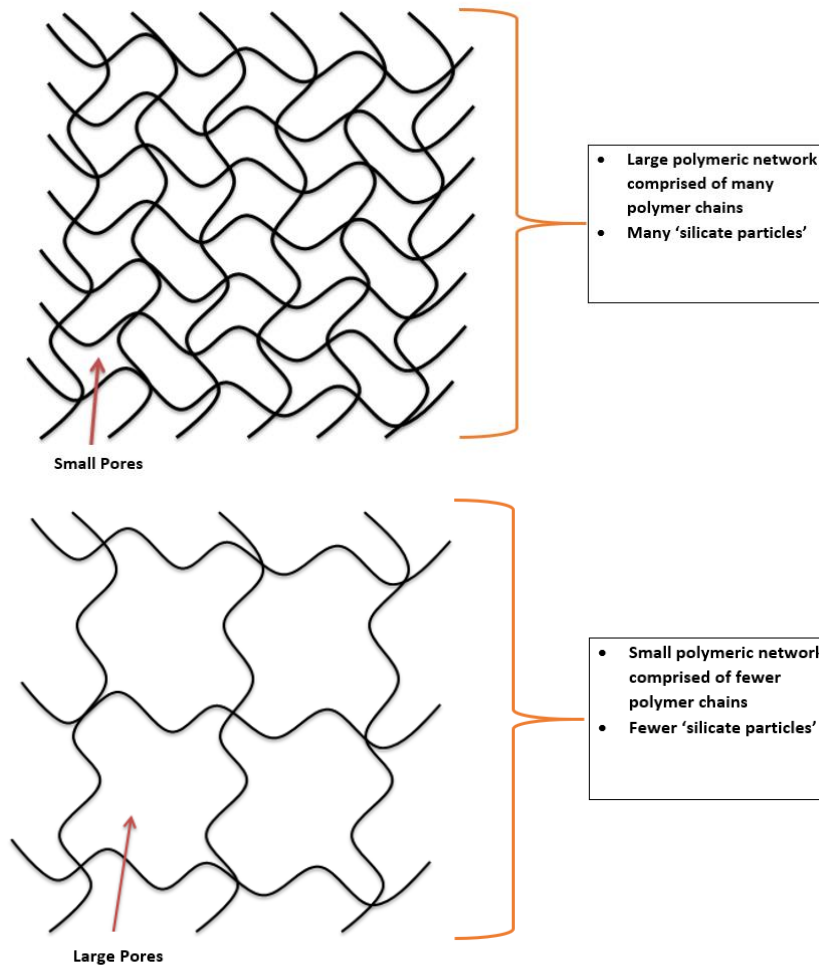 • Large polymeric network
comprised of many
polymer chains
• Many ‘silicate particles’
Small Pores
• Small polymeric network
comprised of fewer
polymer chains
• Fewer ‘silicate particles’
Large Pores